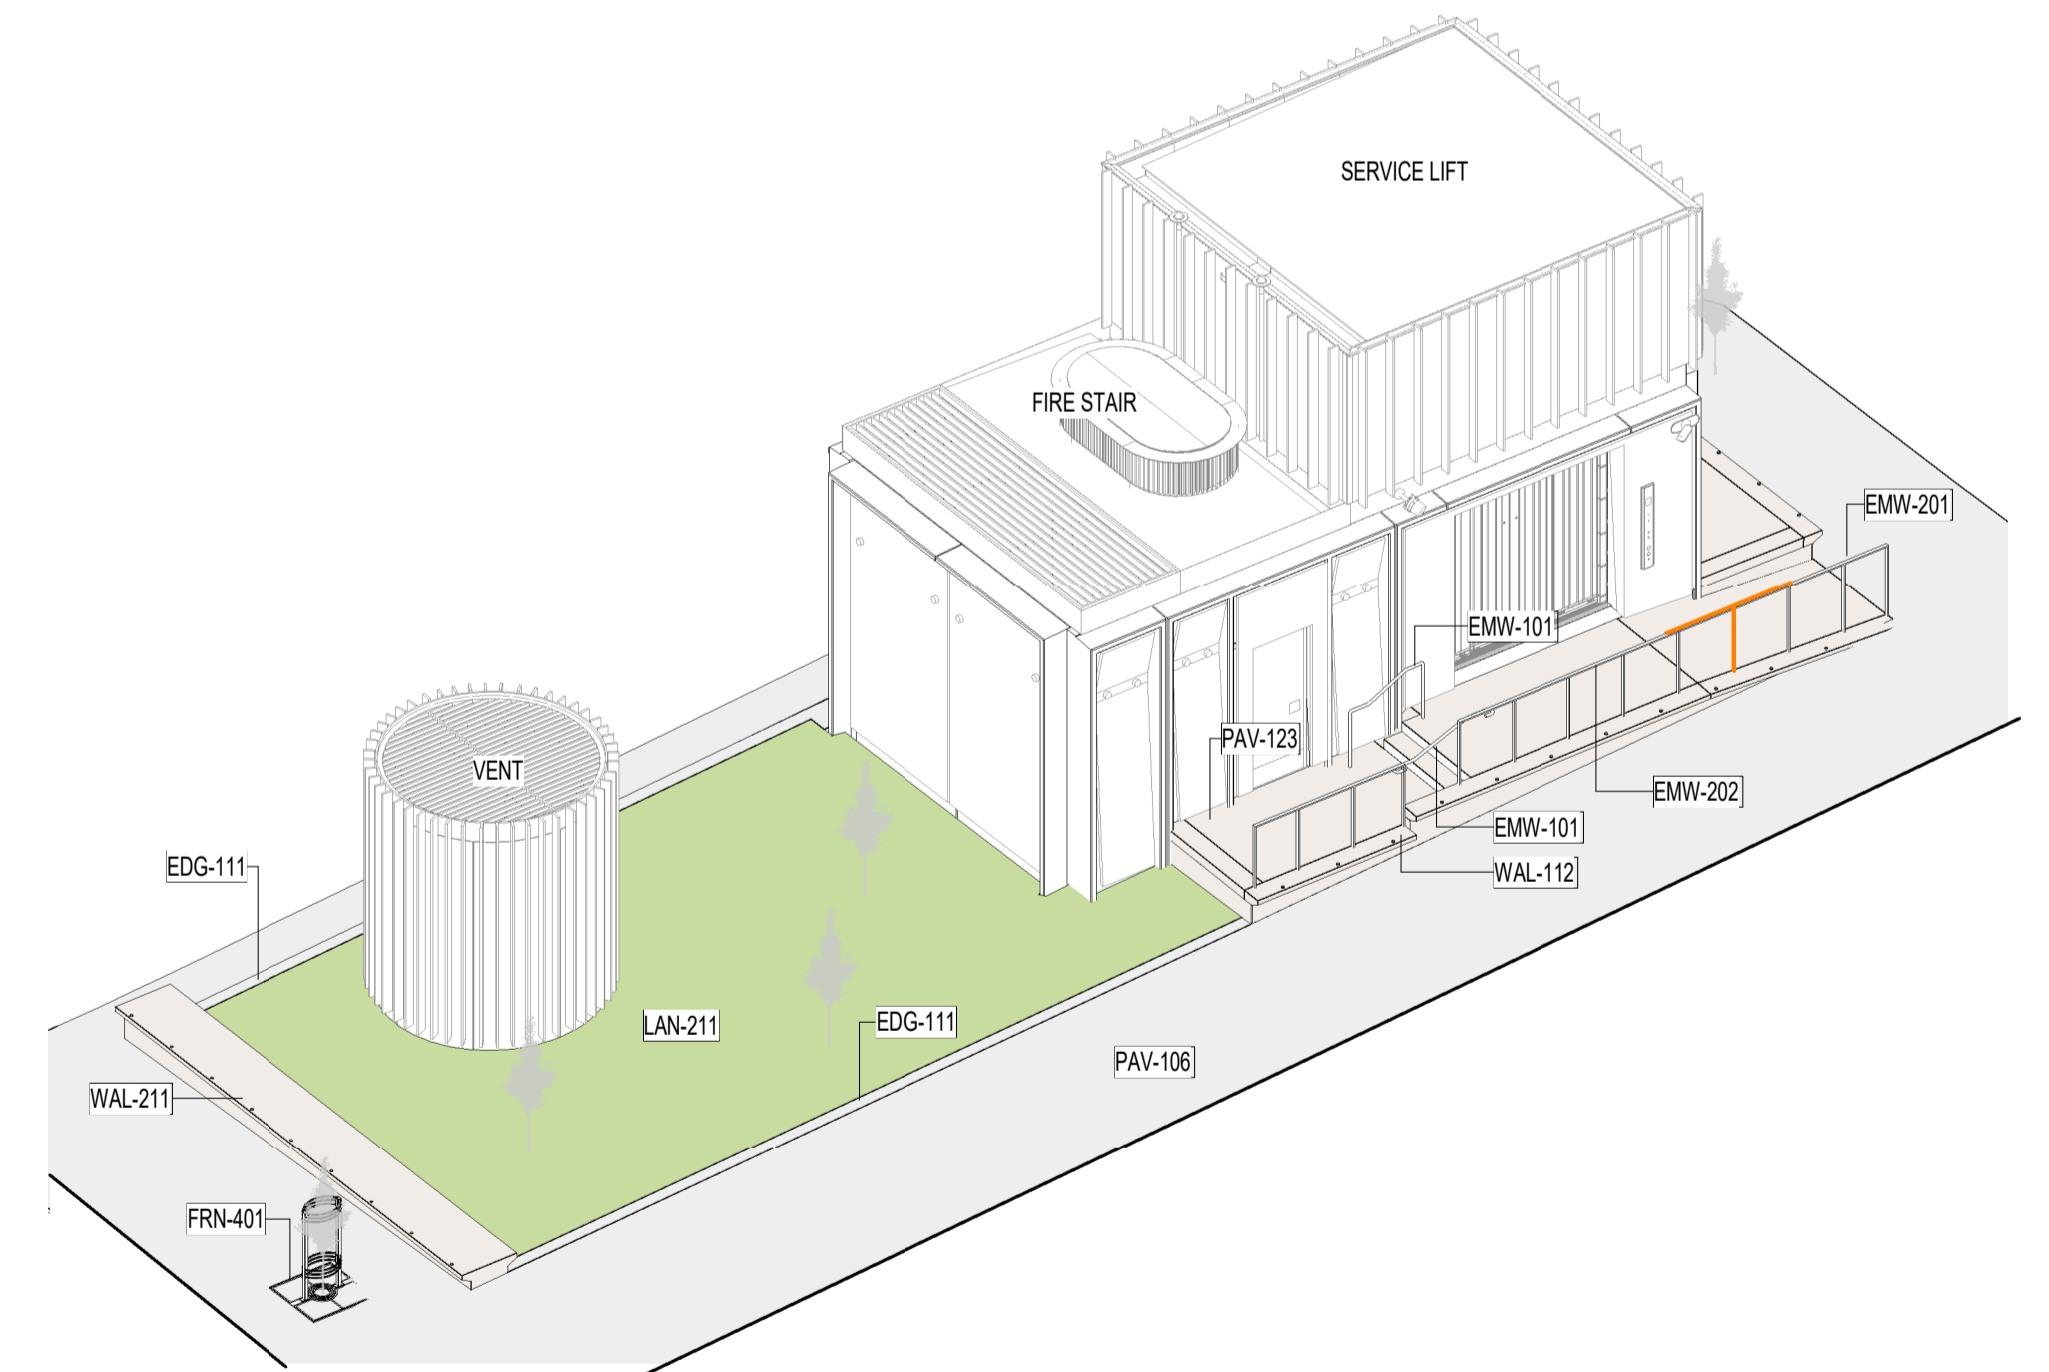 SERVICE LIFT
FIRE STAIR
EMW-201
EMW-101
PAV-123
VENT
EMW-202
EMW-101
EDG-111
WAL-112
LAN-211
EDG-111
PAV-106
WAL-211
FRN-401